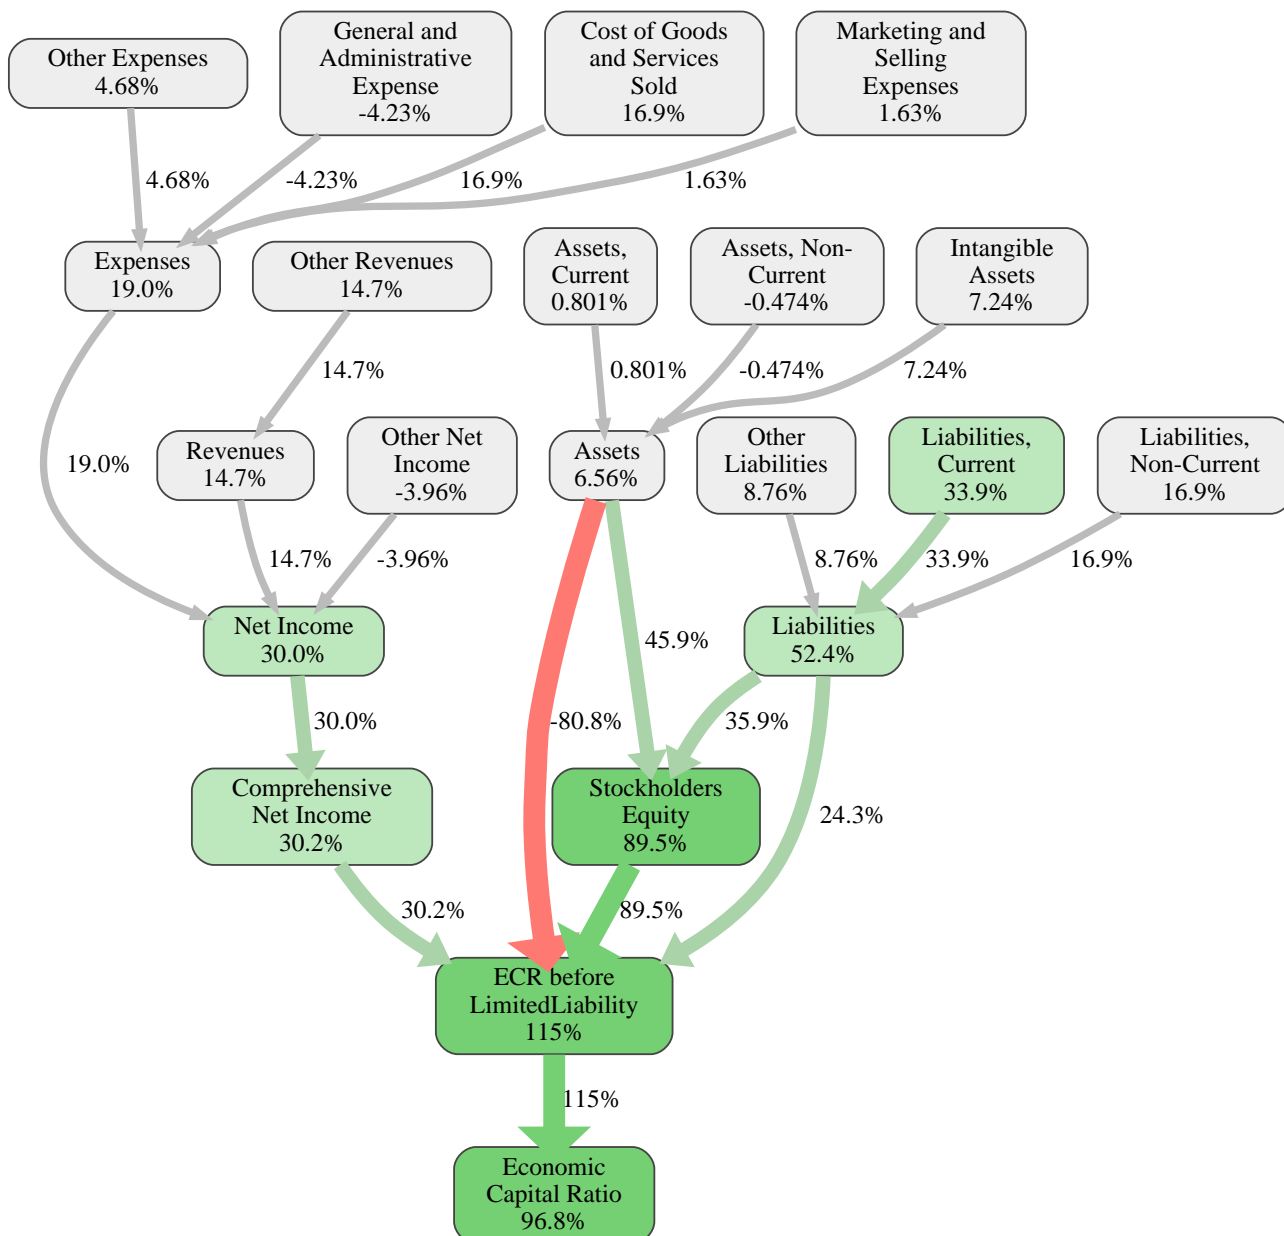 Other Expenses
4.68%
General and
Administrative
Expense
-4.23%
Cost of Goods
and Services
Sold
16.9%
Marketing and
Selling
Expenses
1.63%
4.68%
-4.23%
16.9%
1.63%
Expenses
19.0%
Other Revenues
14.7%
Assets,
Current
0.801%
Assets, Non-
Current
-0.474%
Intangible
Assets
7.24%
14.7%
0.801%
-0.474%
7.24%
19.0%
Revenues
14.7%
Other Net
Income
-3.96%
Assets
6.56%
Other
Liabilities
8.76%
Liabilities,
Current
33.9%
Liabilities,
Non-Current
16.9%
14.7%
-3.96%
8.76%
33.9%
16.9%
Net Income
30.0%
45.9%
Liabilities
52.4%
30.0%
-80.8%
35.9%
Comprehensive
Net Income
30.2%
Stockholders
Equity
89.5%
24.3%
30.2%
89.5%
ECR before
LimitedLiability
115%
115%
Economic
Capital Ratio
96.8%